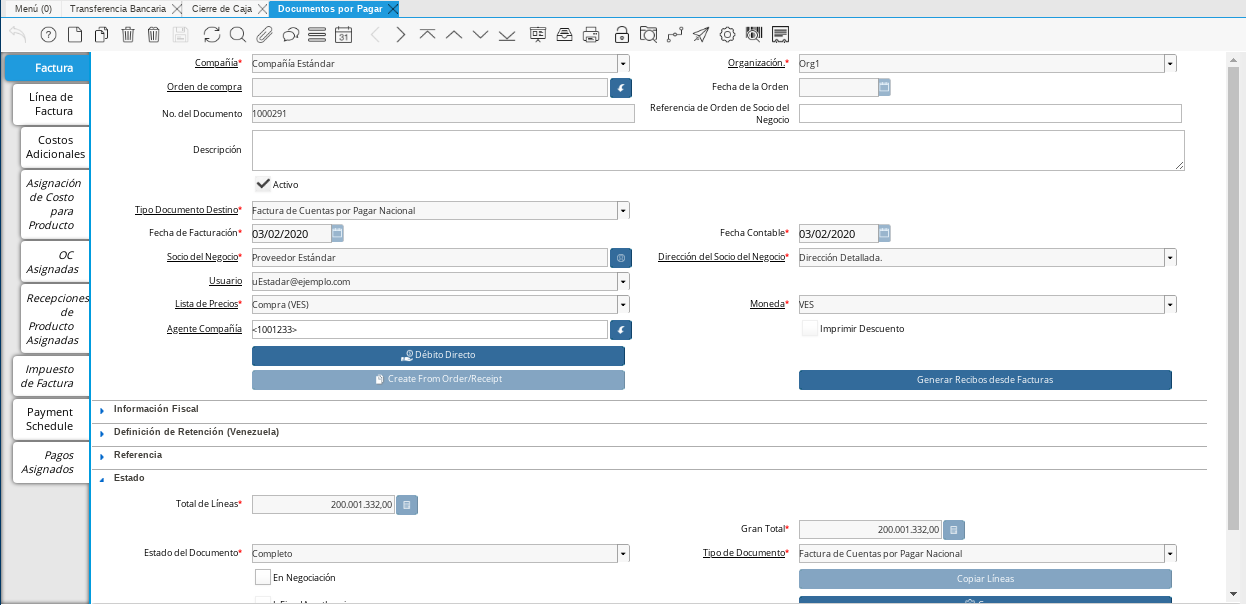 Menú (0) Transferencia Bancaria Cierre de Caja Documentos por Pagar
31
Factura
Línea de
Factura
Costos
Adicionales
Asignación
de Costo
para
Producto
OC
Asignadas
Recepciones
de
Producto
Asignadas
Impuesto
de Factura
Payment
Schedule
Pagos
Asignados
Compañía* Compañía Estándar Organización.* Org1
Orden de compra Fecha de la Orden
No. del Documento 1000291 Referencia de Orden de Socio del
Negocio
Descripción
Activo
Tipo Documento Destino* Factura de Cuentas por Pagar Nacional
Fecha de Facturación* 03/02/2020 Fecha Contable* 03/02/2020
Socio del Negocio* Proveedor Estándar Dirección del Socio del Negocio* Dirección Detallada.
Usuario uEstadar@ejemplo.com
Lista de Precios* Compra (VES) Moneda* VES
Agente Compañía <1001233> Imprimir Descuento
Débito Directo
Create From Order/Receipt Generar Recibos desde Facturas
Información Fiscal
Definición de Retención (Venezuela)
Referencia
Estado
Total de Líneas* 200.001.332,00
Gran Total* 200.001.332,00
Estado del Documento* Completo Tipo de Documento* Factura de Cuentas por Pagar Nacional
En Negociación Copiar Líneas